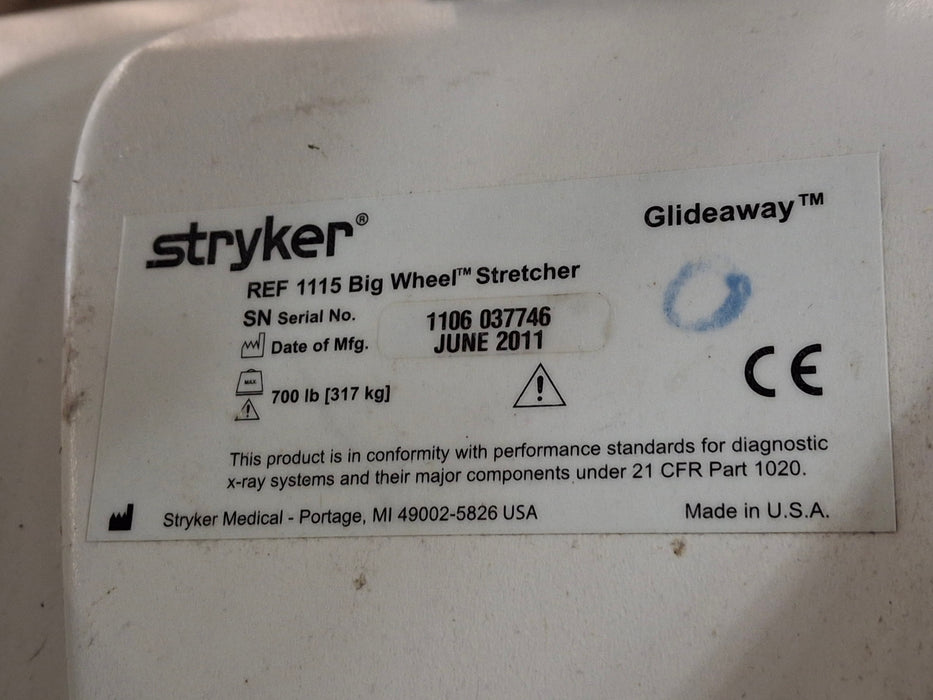 stryker®
Glideaway™
REF 1115 Big Wheel™ Stretcher
SN Serial No.
1106 037746
Date of Mfg.
JUNE 2011
MAX
700 lb [317 kg]
!
!
CE
This product is in conformity with performance standards for diagnostic
x-ray systems and their major components under 21 CFR Part 1020.
Stryker Medical - Portage, MI 49002-5826 USA
Made in U.S.A.